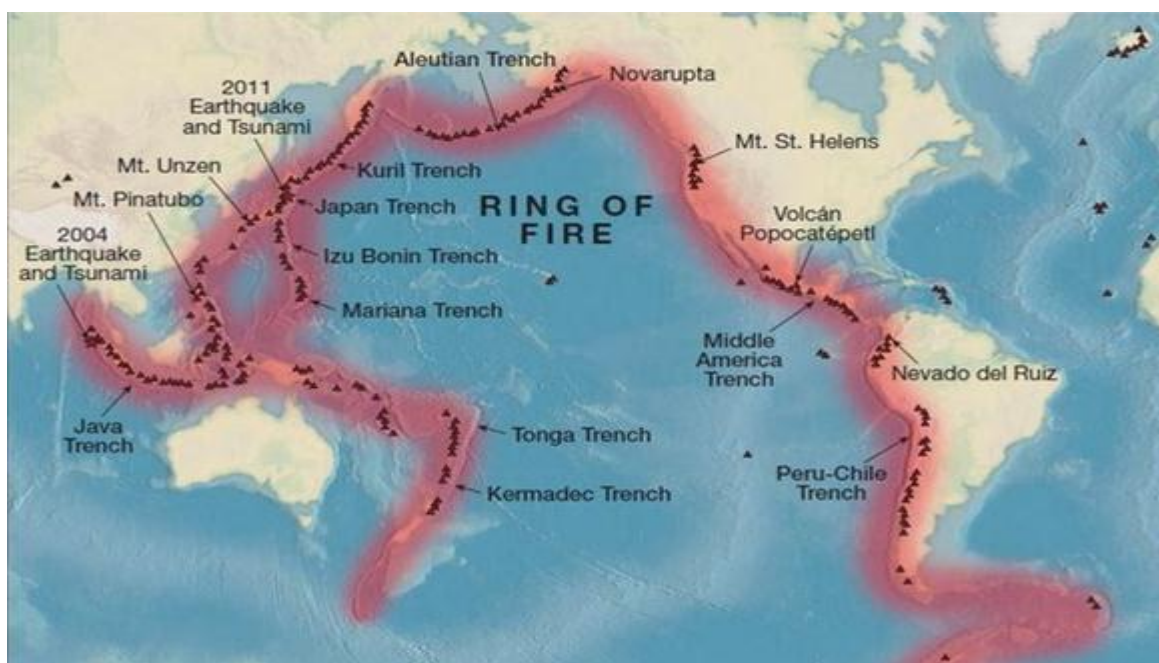 Aleutian Trench
Novarupta
2011
Earthquake
and Tsunami
Mt. St. Helens
Mt. Unzen
Kuril Trench
Mt. Pinatubo
Japan Trench
RING OF
FIRE
Volcán
Popocatépetl
2004
Earthquake
and Tsunami
Izu Bonin Trench
Mariana Trench
Middle
America
Trench
Nevado del Ruiz
Java
Trench
Tonga Trench
Peru-Chile
Trench
Kermadec Trench